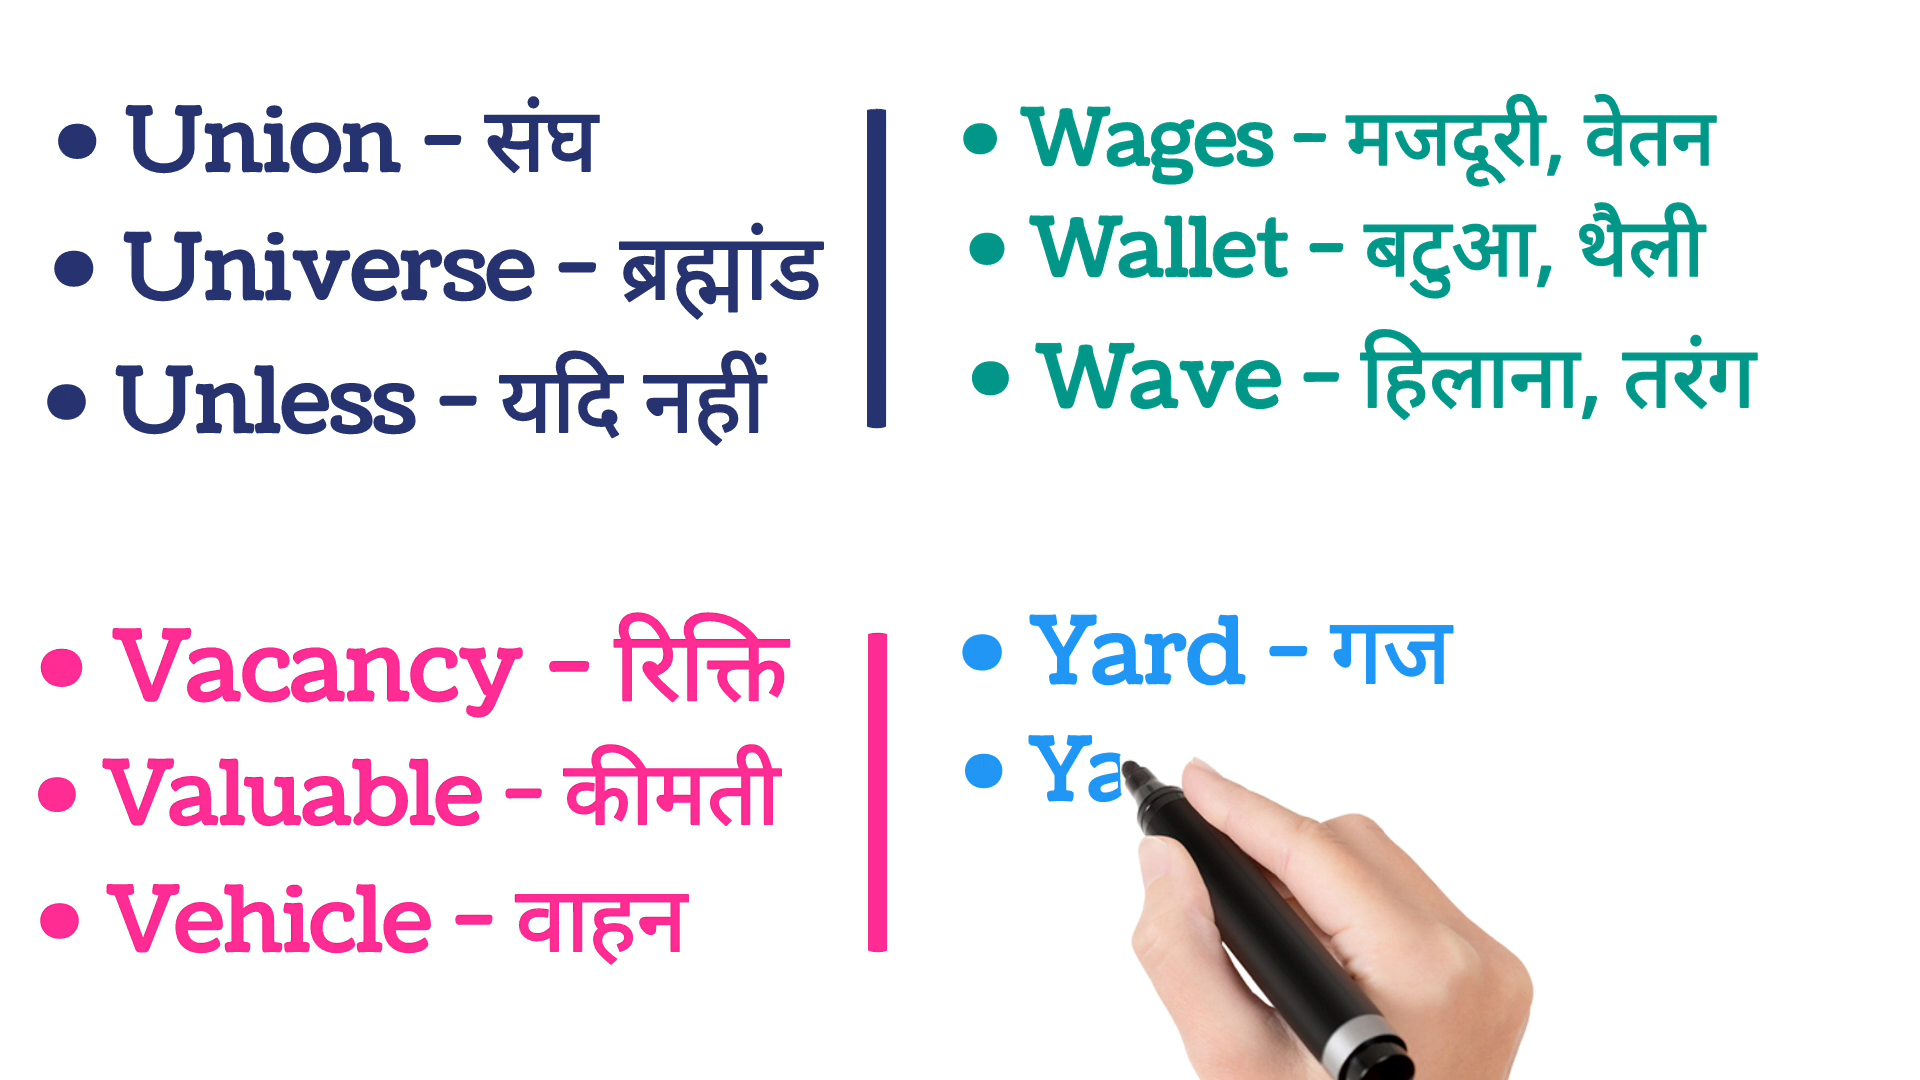 • Union - संघ
• Universe - ब्रह्मांड
• Unless - यदि नहीं
• Wages - मजदूरी, वेतन
• Wallet - बटुआ, थैली
• Wave - हिलाना, तरंग
• Vacancy - रिक्ति
• Valuable - कीमती
• Vehicle - वाहन
• Yard - गज
• Ya